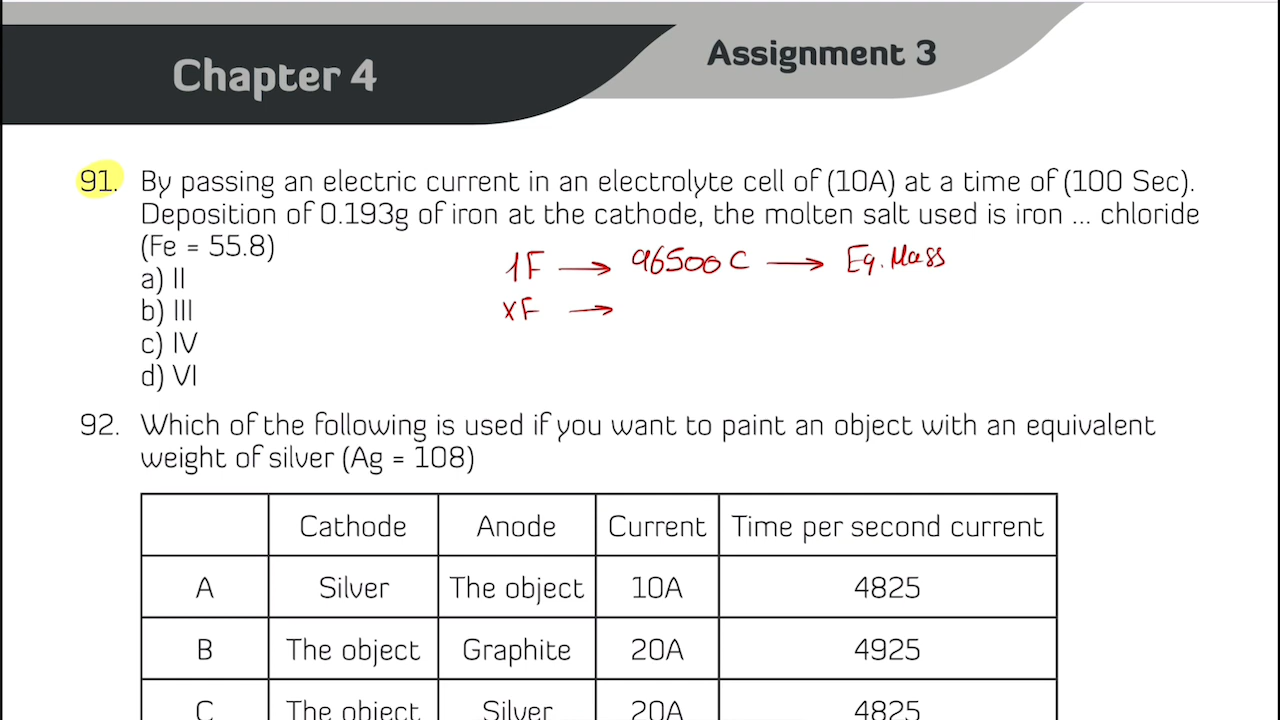 Chapter 4
Assignment 3
91. By passing an electric current in an electrolyte cell of (10A) at a time of (100 Sec).
Deposition of 0.193g of iron at the cathode, the molten salt used is iron ... chloride
(Fe = 55.8)
1F → 96500 C → Eq. Mass
a) II
xF →
b) III
c) IV
d) VI
92. Which of the following is used if you want to paint an object with an equivalent
weight of silver (Ag = 108)
Cathode Anode Current Time per second current
A Silver The object 10A 4825
B The object Graphite 20A 4925
C The object Silver 20A 4825